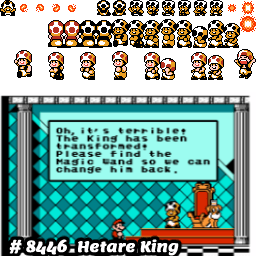 Oh, it's terrible!
The King has been
transformed!
Please find the
Magic Wand so we can
change him back.
# 8446 Hetare King